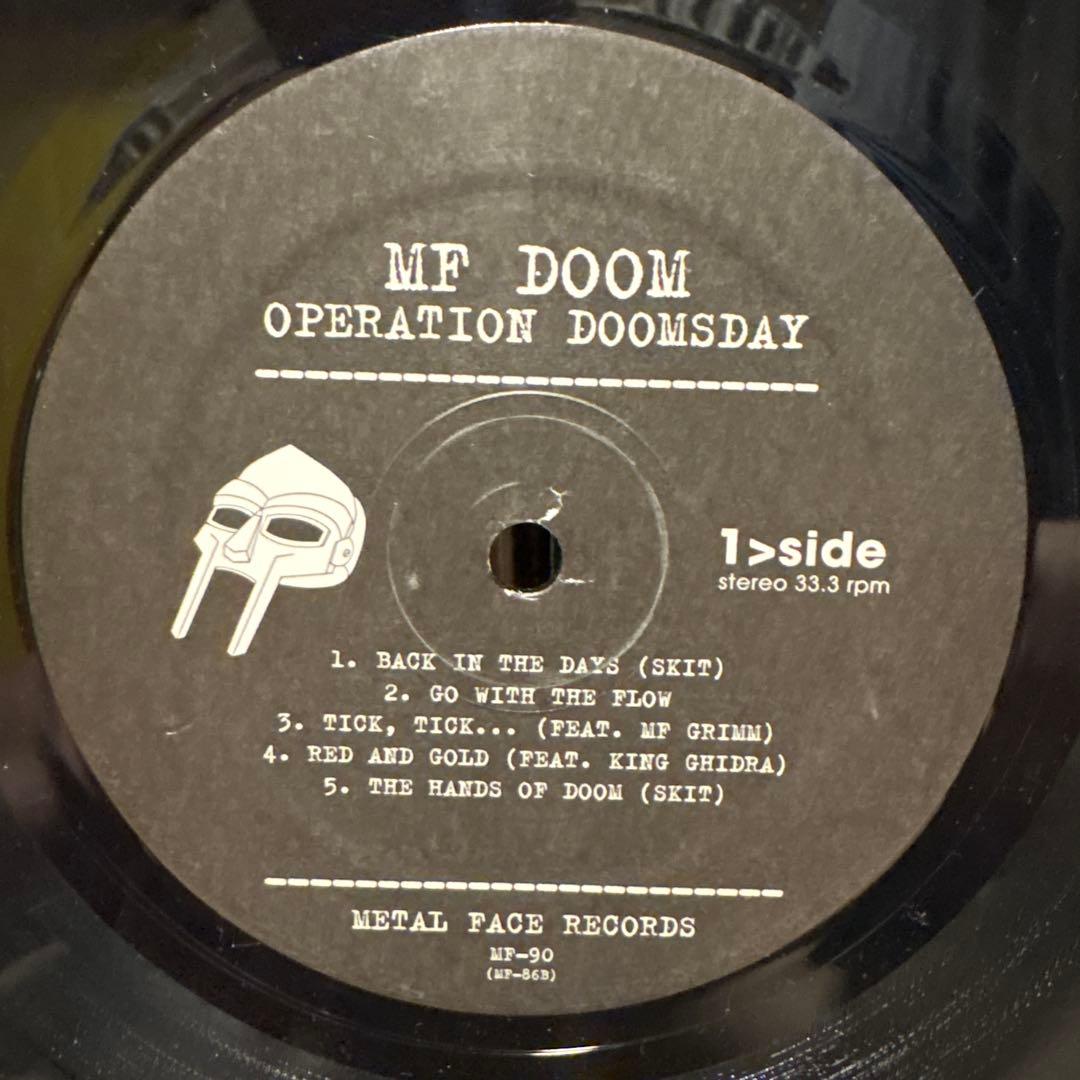 MF DOOM
OPERATION DOOMSDAY
1>side
stereo 33.3 rpm
1. BACK IN THE DAYS (SKIT)
2. GO WITH THE FLOW
3. TICK, TICK... (FEAT. MF GRIMM)
4. RED AND GOLD (FEAT. KING GHIDRA)
5. THE HANDS OF DOOM (SKIT)
METAL FACE RECORDS
MF-90
(MF-86B)